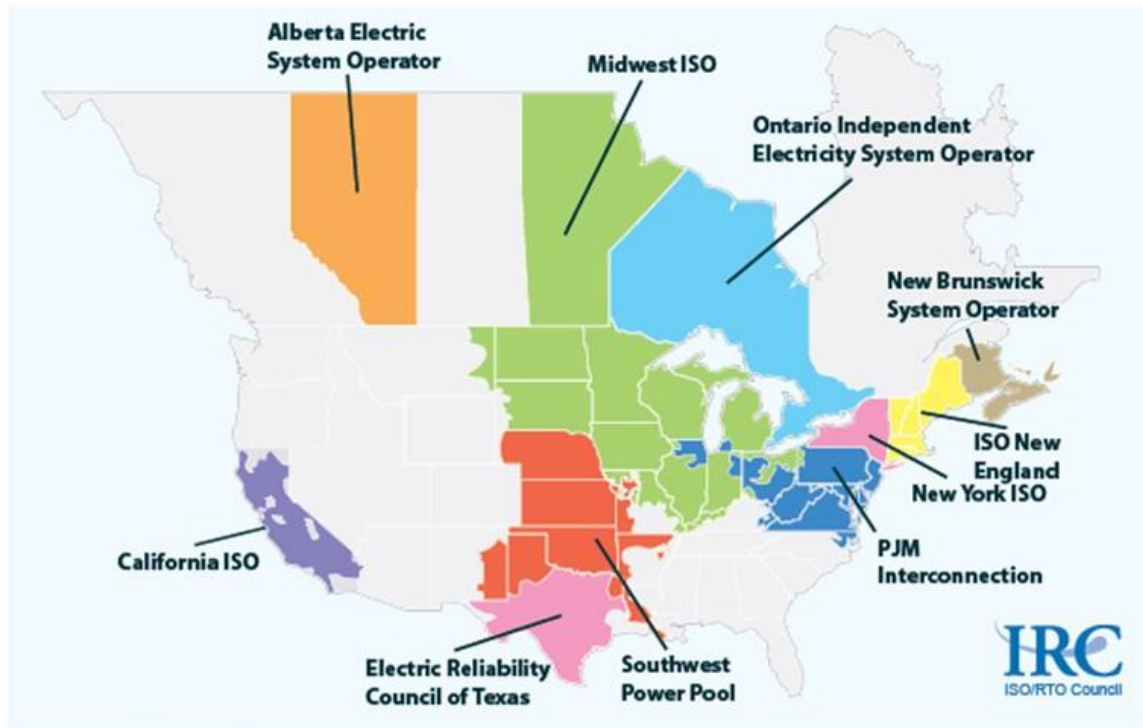 Alberta Electric
System Operator
Midwest ISO
Ontario Independent
Electricity System Operator
New Brunswick
System Operator
ISO New
England
New York ISO
California ISO
PJM
Interconnection
Electric Reliability
Council of Texas
Southwest
Power Pool
IRC
ISO/RTO Council